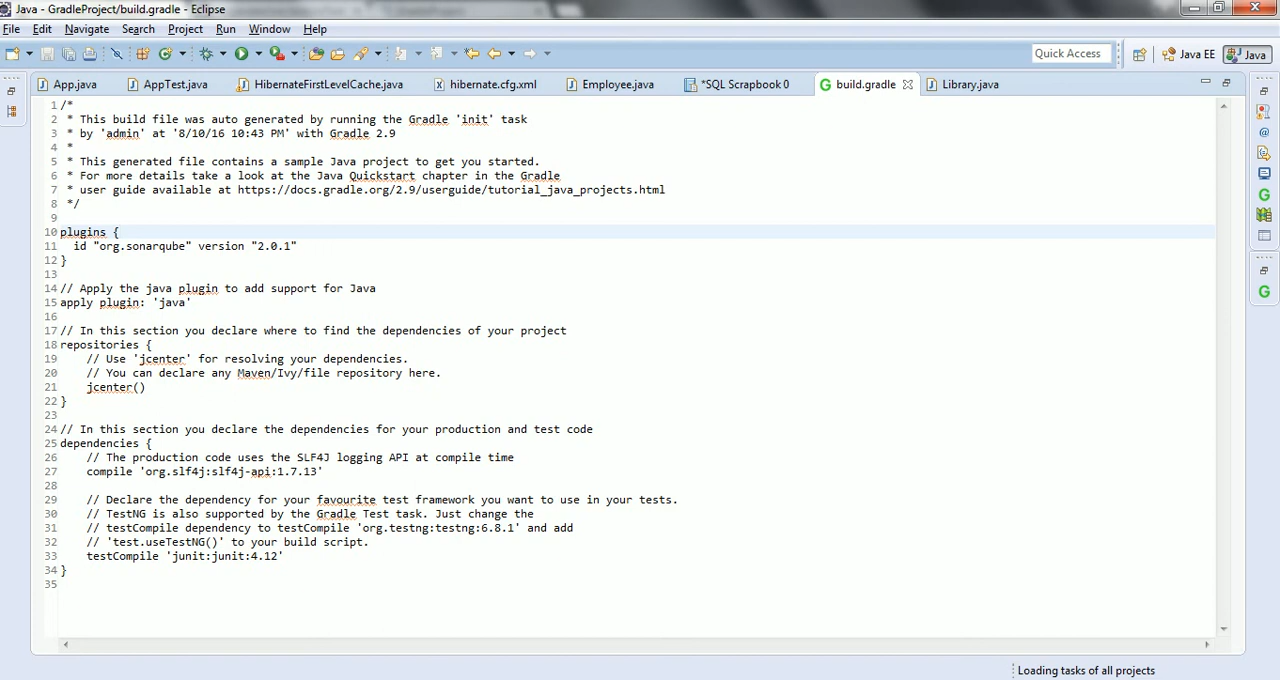 Java - GradleProject/build.gradle - Eclipse
File Edit Navigate Search Project Run Window Help
Quick Access Java EE Java
App.java AppTest.java HibernateFirstLevelCache.java hibernate.cfg.xml Employee.java *SQL Scrapbook 0 build.gradle Library.java
1 /*
2 * This build file was auto generated by running the Gradle 'init' task
3 * by 'admin' at '8/10/16 10:43 PM' with Gradle 2.9
4 *
5 * This generated file contains a sample Java project to get you started.
6 * For more details take a look at the Java Quickstart chapter in the Gradle
7 * user guide available at https://docs.gradle.org/2.9/userguide/tutorial_java_projects.html
8 */
9
10 plugins {
11 id "org.sonarqube" version "2.0.1"
12 }
13
14 // Apply the java plugin to add support for Java
15 apply plugin: 'java'
16
17 // In this section you declare where to find the dependencies of your project
18 repositories {
19 // Use 'jcenter' for resolving your dependencies.
20 // You can declare any Maven/Ivy/file repository here.
21 jcenter()
22 }
23
24 // In this section you declare the dependencies for your production and test code
25 dependencies {
26 // The production code uses the SLF4J logging API at compile time
27 compile 'org.slf4j:slf4j-api:1.7.13'
28
29 // Declare the dependency for your favourite test framework you want to use in your tests.
30 // TestNG is also supported by the Gradle Test task. Just change the
31 // testCompile dependency to testCompile 'org.testng:testng:6.8.1' and add
32 // 'test.useTestNG()' to your build script.
33 testCompile 'junit:junit:4.12'
34 }
35
Loading tasks of all projects